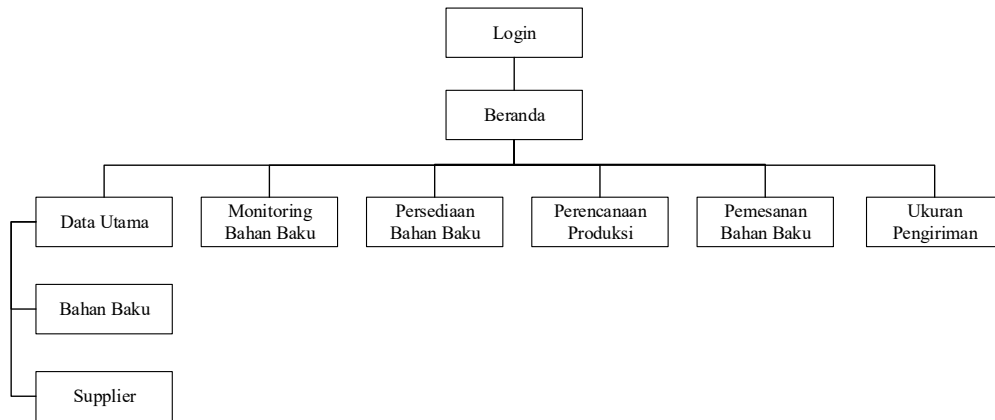 Login
Beranda
Data Utama
Monitoring
Bahan Baku
Persediaan
Bahan Baku
Perencanaan
Produksi
Pemesanan
Bahan Baku
Ukuran
Pengiriman
Bahan Baku
Supplier